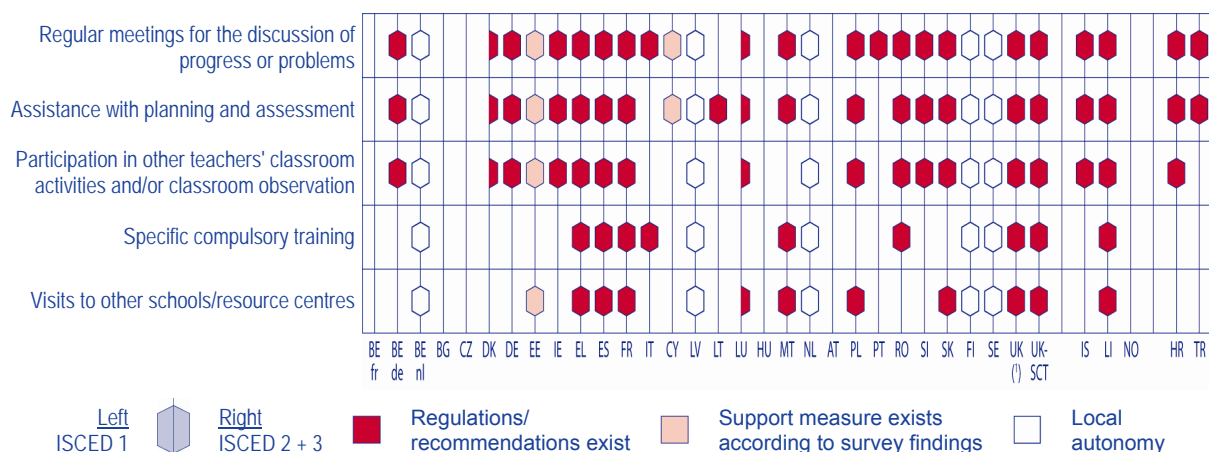 Regular meetings for the discussion of
progress or problems
Assistance with planning and assessment
Participation in other teachers' classroom
activities and/or classroom observation
Specific compulsory training
Visits to other schools/resource centres
BE BE BE BG CZ DK DE EE IE EL ES FR IT CY LV LT LU HU MT NL AT PL PT RO SI SK FI SE UK UK- IS LI NO HR TR
fr de nl (¹) SCT
Left Right Regulations/ Support measure exists Local
ISCED 1 ISCED 2 + 3 recommendations exist according to survey findings autonomy